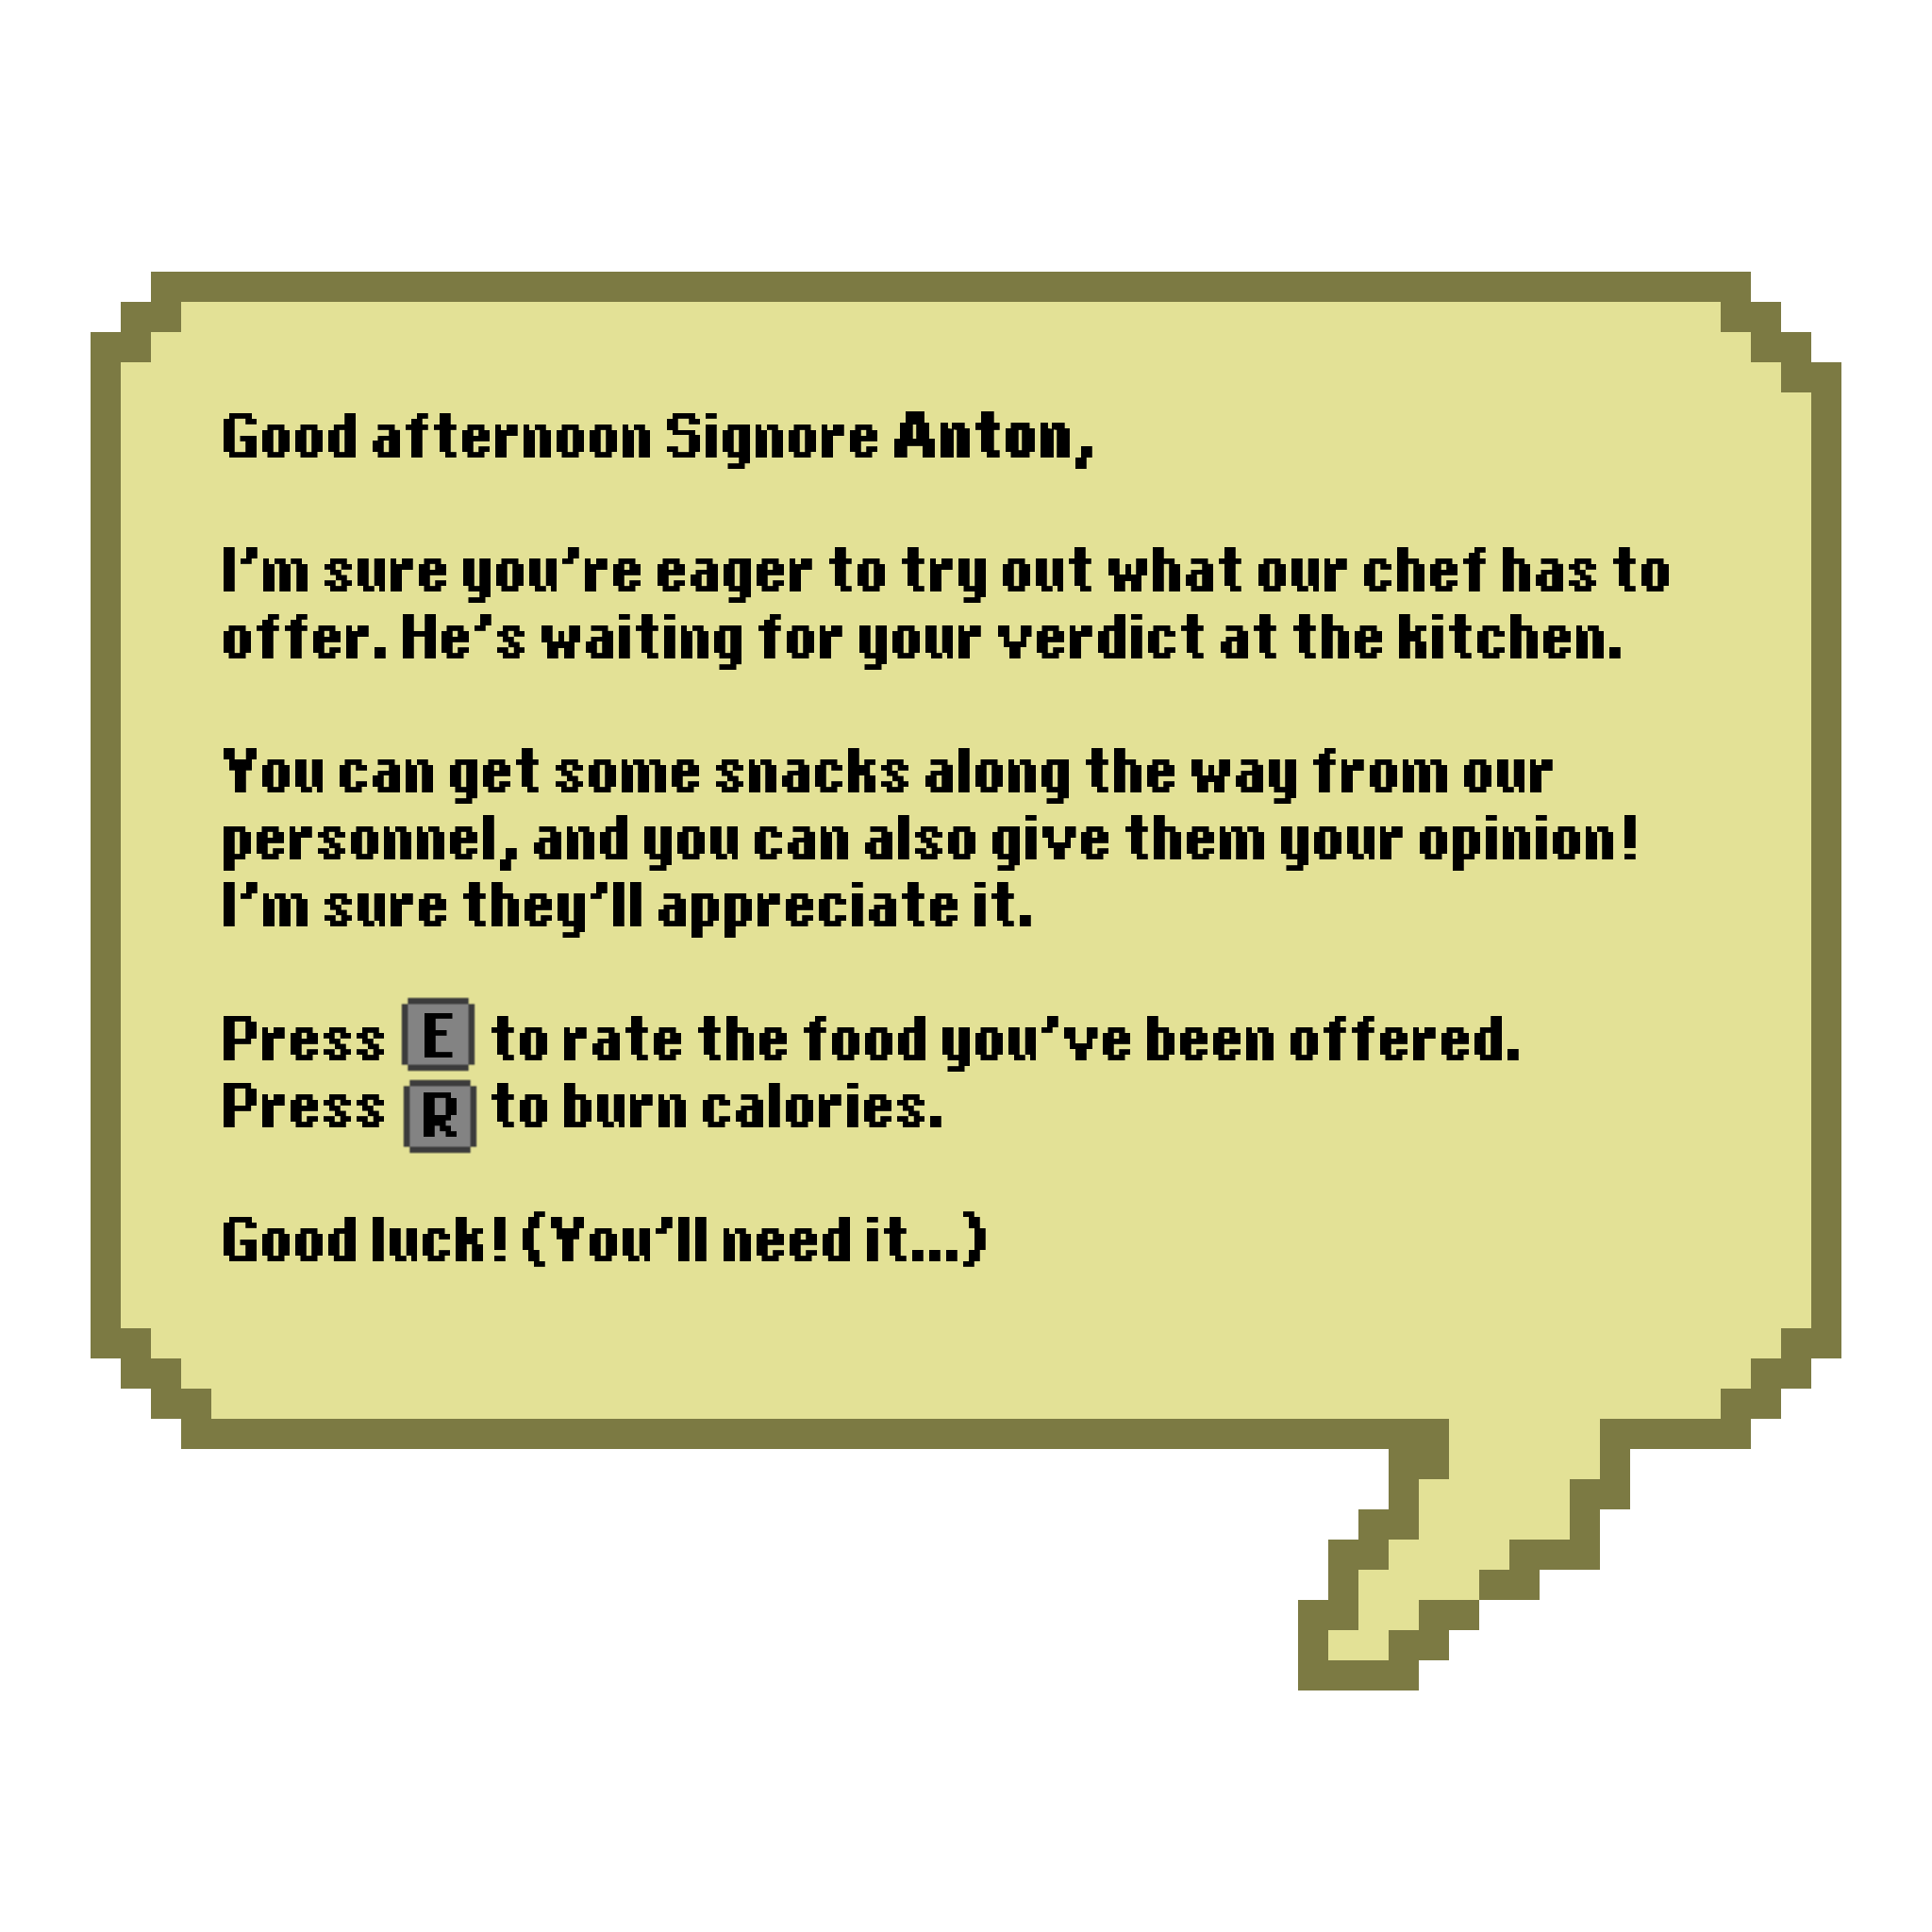 Good afternoon Signore Anton,
I'm sure you're eager to try out what our chef has to
offer. He's waiting for your verdict at the kitchen.
You can get some snacks along the way from our
personnel, and you can also give them your opinion!
I'm sure they'll appreciate it.
Press E to rate the food you've been offered.
Press R to burn calories.
Good luck! (You'll need it...)